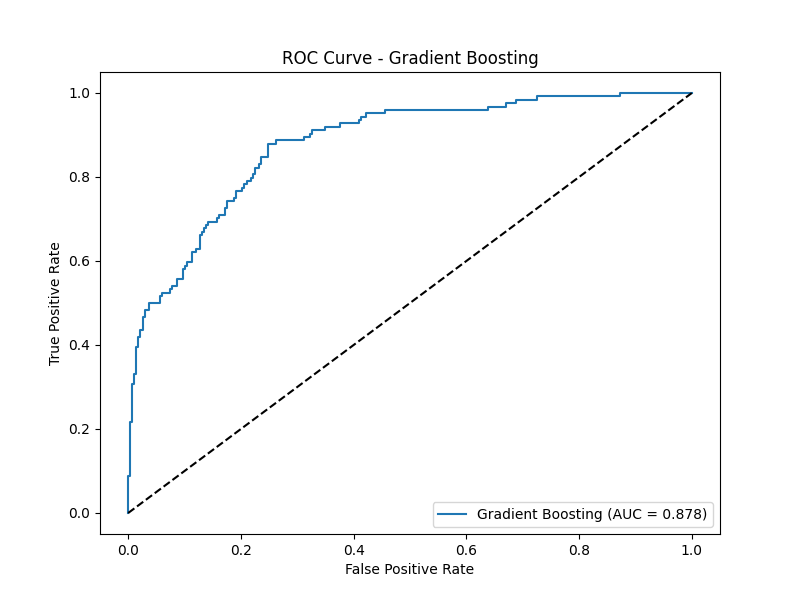 ROC Curve - Gradient Boosting
True Positive Rate
1.0
0.8
0.6
0.4
0.2
0.0
Gradient Boosting (AUC = 0.878)
0.0 0.2 0.4 0.6 0.8 1.0
False Positive Rate